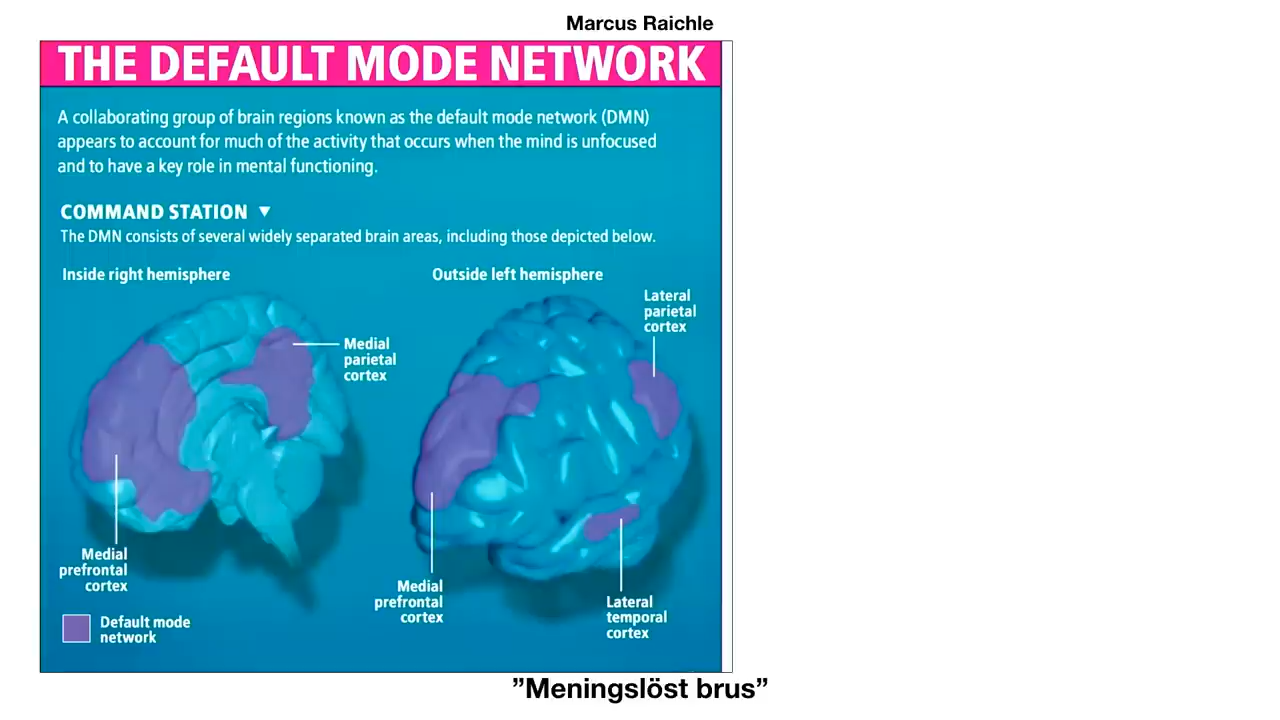 Marcus Raichle
THE DEFAULT MODE NETWORK
A collaborating group of brain regions known as the default mode network (DMN)
appears to account for much of the activity that occurs when the mind is unfocused
and to have a key role in mental functioning.
COMMAND STATION ▼
The DMN consists of several widely separated brain areas, including those depicted below.
Inside right hemisphere
Outside left hemisphere
Lateral
parietal
cortex
Medial
parietal
cortex
Medial
prefrontal
cortex
Medial
prefrontal
cortex
Lateral
temporal
cortex
Default mode
network
”Meningslöst brus”